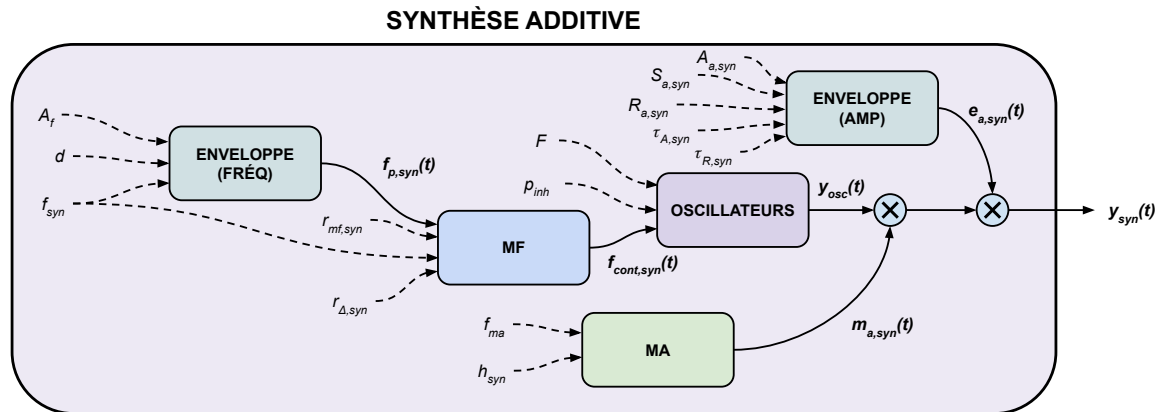 SYNTHÈSE ADDITIVE
A_f
d
f_syn
ENVELOPPE
(FRÉQ)
f_p,syn(t)
r_mf,syn
r_Δ,syn
MF
f_cont,syn(t)
F
p_inh
OSCILLATEURS
y_osc(t)
A_a,syn
S_a,syn
R_a,syn
τ_A,syn
τ_R,syn
ENVELOPPE
(AMP)
e_a,syn(t)
f_ma
h_syn
MA
m_a,syn(t)
y_syn(t)